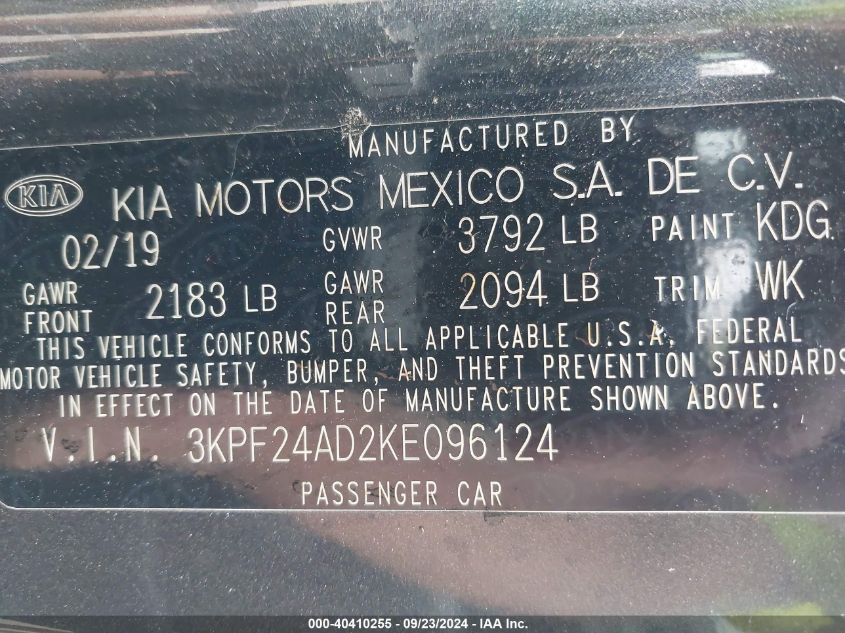 MANUFACTURED BY
KIA KIA MOTORS MEXICO S.A. DE C.V.
02/19 GVWR 3792 LB PAINT KDG
GAWR FRONT 2183 LB GAWR REAR 2094 LB TRIM WK
THIS VEHICLE CONFORMS TO ALL APPLICABLE U.S.A. FEDERAL
MOTOR VEHICLE SAFETY, BUMPER, AND THEFT PREVENTION STANDARDS
IN EFFECT ON THE DATE OF MANUFACTURE SHOWN ABOVE.
V.I.N. 3KPF24AD2KE096124
PASSENGER CAR
000-40410255 - 09/23/2024 - IAA Inc.